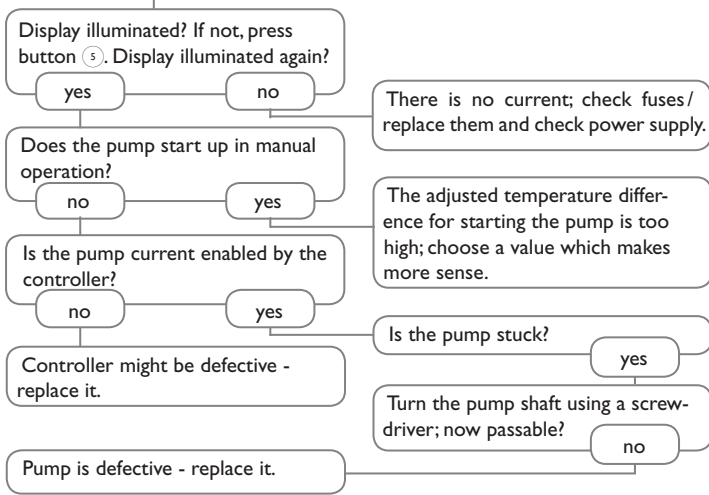 Display illuminated? If not, press
button ⑤. Display illuminated again?
yes
no
There is no current; check fuses/
replace them and check power supply.
Does the pump start up in manual
operation?
no
yes
The adjusted temperature differ-
ence for starting the pump is too
high; choose a value which makes
more sense.
Is the pump current enabled by the
controller?
no
yes
Controller might be defective -
replace it.
Is the pump stuck?
yes
Turn the pump shaft using a screw-
driver; now passable?
no
Pump is defective - replace it.